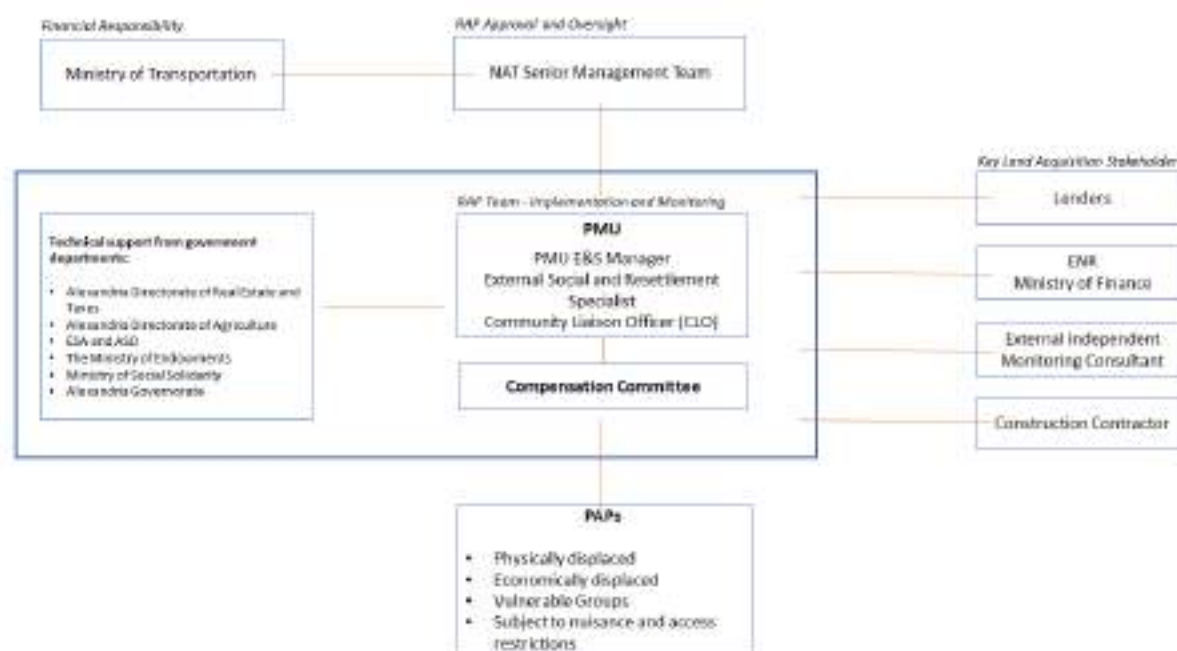 Financial Responsibility
RAP Approval and Oversight
Ministry of Transportation
NAT Senior Management Team
Key Land Acquisition Stakeholder
Lenders
RAP Team - Implementation and Monitoring
PMU
PMU E&S Manager
External Social and Resettlement
Specialist
Community Liaison Officer (CLO)
Technical support from government
departments:
• Alexandria Directorate of Real Estate and
Taxes
• Alexandria Directorate of Agriculture
• ESA and ASD
• The Ministry of Endowments
• Ministry of Social Solidarity
• Alexandria Governorate
ENR
Ministry of Finance
External Independent
Monitoring Consultant
Compensation Committee
Construction Contractor
PAPs
• Physically displaced
• Economically displaced
• Vulnerable Groups
• Subject to nuisance and access
restrictions